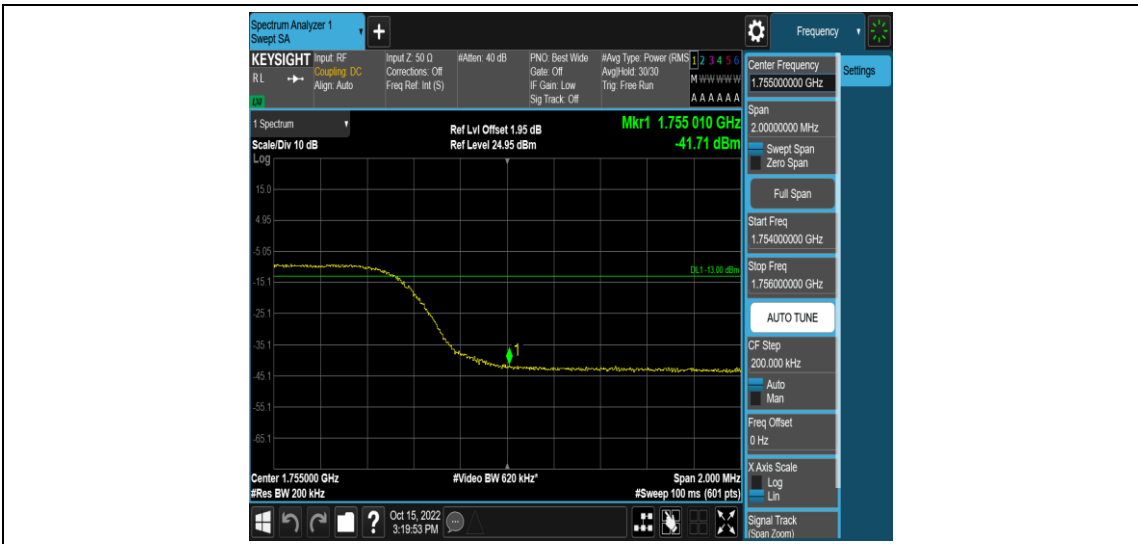 Spectrum Analyzer 1
Swept SA
+
Frequency
KEYSIGHT
Input: RF
Input Z: 50 Ω
#Atten: 40 dB
PNO: Best Wide
#Avg Type: Power (RMS
1 2 3 4 5 6
RL
Coupling: DC
Corrections: Off
Gate: Off
Avg|Hold: 30/30
M W W W W W
Align: Auto
Freq Ref: Int (S)
IF Gain: Low
Trig: Free Run
Sig Track: Off
A A A A A A
LNI
1 Spectrum
Ref Lvl Offset 1.95 dB
Mkr1 1.755 010 GHz
Scale/Div 10 dB
Ref Level 24.95 dBm
-41.71 dBm
Log
15.0
4.95
-5.05
DL1 -13.00 dBm
-15.1
-25.1
-35.1
1
-45.1
-55.1
-65.1
Center 1.755000 GHz
#Video BW 620 kHz*
Span 2.000 MHz
#Res BW 200 kHz
#Sweep 100 ms (601 pts)
?
Oct 15, 2022
3:19:53 PM
Center Frequency
1.755000000 GHz
Settings
Span
2.00000000 MHz
Swept Span
Zero Span
Full Span
Start Freq
1.754000000 GHz
Stop Freq
1.756000000 GHz
AUTO TUNE
CF Step
200.000 kHz
Auto
Man
Freq Offset
0 Hz
X Axis Scale
Log
Lin
Signal Track
(Span Zoom)